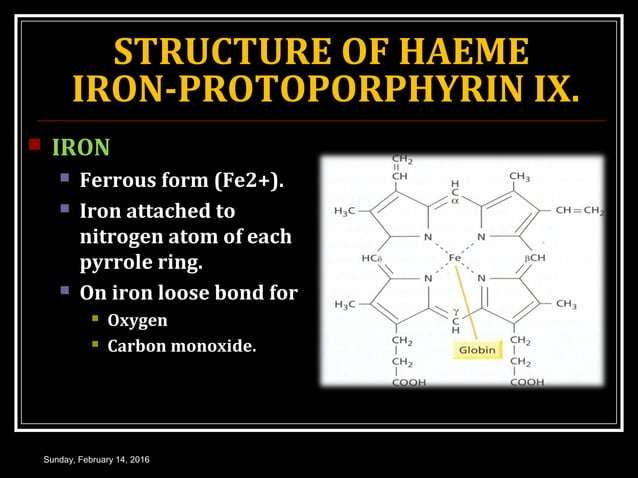 STRUCTURE OF HAEME
IRON-PROTOPORPHYRIN IX.
IRON
Ferrous form (Fe2+).
Iron attached to
nitrogen atom of each
pyrrole ring.
On iron loose bond for
Oxygen
Carbon monoxide.
CH2
CH
H
C
α
CH3
H3C
CH=CH2
N
N
HCδ
Fe
βCH
N
N
H3C
γ
C
H
CH3
CH2
CH2
COOH
Globin
CH2
CH2
COOH
Sunday, February 14, 2016